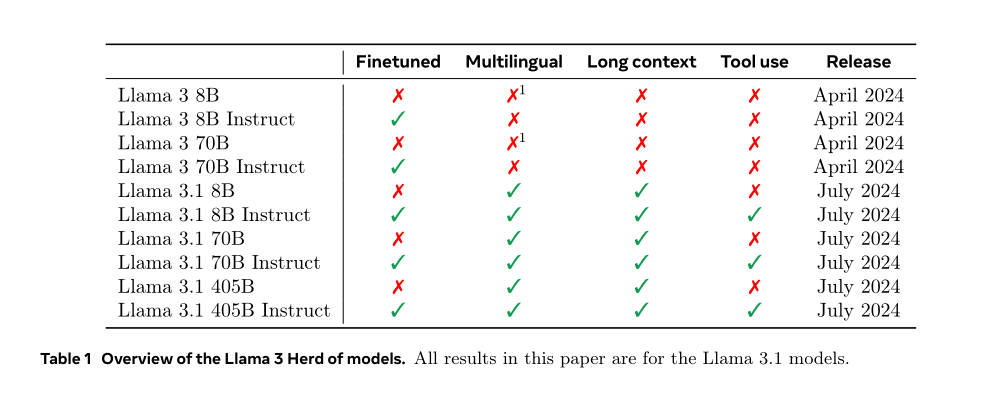 Finetuned Multilingual Long context Tool use Release
Llama 3 8B ✗ ✗¹ ✗ ✗ April 2024
Llama 3 8B Instruct ✓ ✗ ✗ ✗ April 2024
Llama 3 70B ✗ ✗¹ ✗ ✗ April 2024
Llama 3 70B Instruct ✓ ✗ ✗ ✗ April 2024
Llama 3.1 8B ✗ ✓ ✓ ✗ July 2024
Llama 3.1 8B Instruct ✓ ✓ ✓ ✓ July 2024
Llama 3.1 70B ✗ ✓ ✓ ✗ July 2024
Llama 3.1 70B Instruct ✓ ✓ ✓ ✓ July 2024
Llama 3.1 405B ✗ ✓ ✓ ✗ July 2024
Llama 3.1 405B Instruct ✓ ✓ ✓ ✓ July 2024
Table 1 Overview of the Llama 3 Herd of models. All results in this paper are for the Llama 3.1 models.